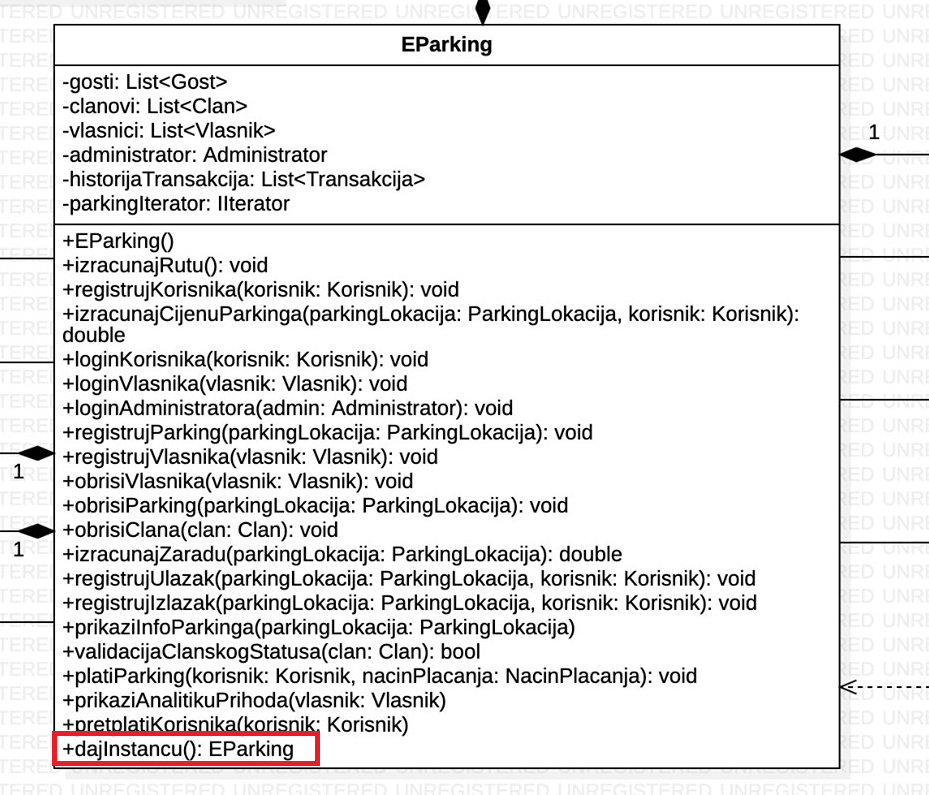 EParking
-gosti: List<Gost>
-clanovi: List<Clan>
-vlasnici: List<Vlasnik>
-administrator: Administrator
-historijaTransakcija: List<Transakcija>
-parkingIterator: IIterator
1
+EParking()
+izracunajRutu(): void
+registrujKorisnika(korisnik: Korisnik): void
+izracunajCijenuParkinga(parkingLokacija: ParkingLokacija, korisnik: Korisnik):
double
+loginKorisnika(korisnik: Korisnik): void
+loginVlasnika(vlasnik: Vlasnik): void
+loginAdministratora(admin: Administrator): void
+registrujParking(parkingLokacija: ParkingLokacija): void
+registrujVlasnika(vlasnik: Vlasnik): void
1
+obrisiVlasnika(vlasnik: Vlasnik): void
+obrisiParking(parkingLokacija: ParkingLokacija): void
+obrisiClana(clan: Clan): void
1
+izracunajZaradu(parkingLokacija: ParkingLokacija): double
+registrujUlazak(parkingLokacija: ParkingLokacija, korisnik: Korisnik): void
+registrujIzlazak(parkingLokacija: ParkingLokacija, korisnik: Korisnik): void
+prikaziInfoParkinga(parkingLokacija: ParkingLokacija)
+validacijaClanskogStatusa(clan: Clan): bool
+platiParking(korisnik: Korisnik, nacinPlacanja: NacinPlacanja): void
+prikaziAnalitikuPrihoda(vlasnik: Vlasnik)
+pretplatiKorisnika(korisnik: Korisnik)
+dajInstancu(): EParking
UNREGISTERED UNREGISTERED UNREGISTERED UNREGISTERED